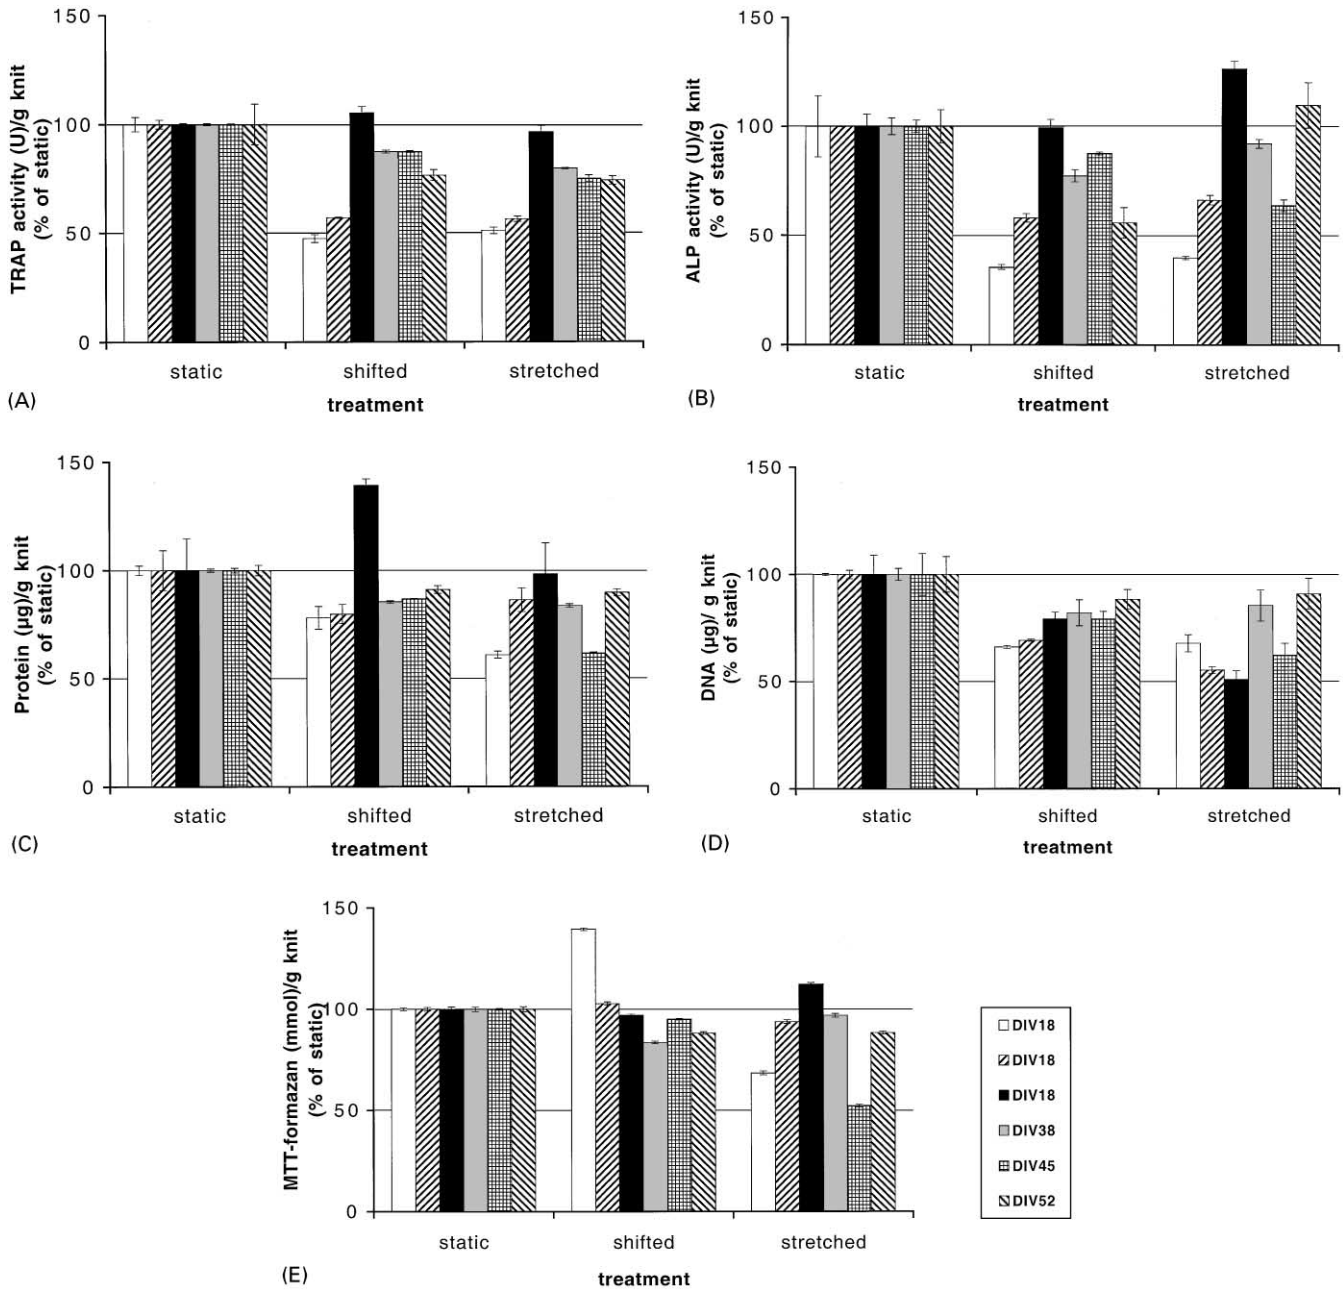 150
100
50
0
TRAP activity (U)/g knit
(% of static)
static shifted stretched
(A)
treatment
150
100
50
0
ALP activity (U)/g knit
(% of static)
static shifted stretched
(B)
treatment
150
100
50
0
Protein (µg)/g knit
(% of static)
static shifted stretched
(C)
treatment
150
100
50
0
DNA (µg)/ g knit
(% of static)
static shifted stretched
(D)
treatment
150
100
50
0
MTT-formazan (mmol)/g knit
(% of static)
static shifted stretched
(E)
treatment
DIV18
DIV18
DIV18
DIV38
DIV45
DIV52